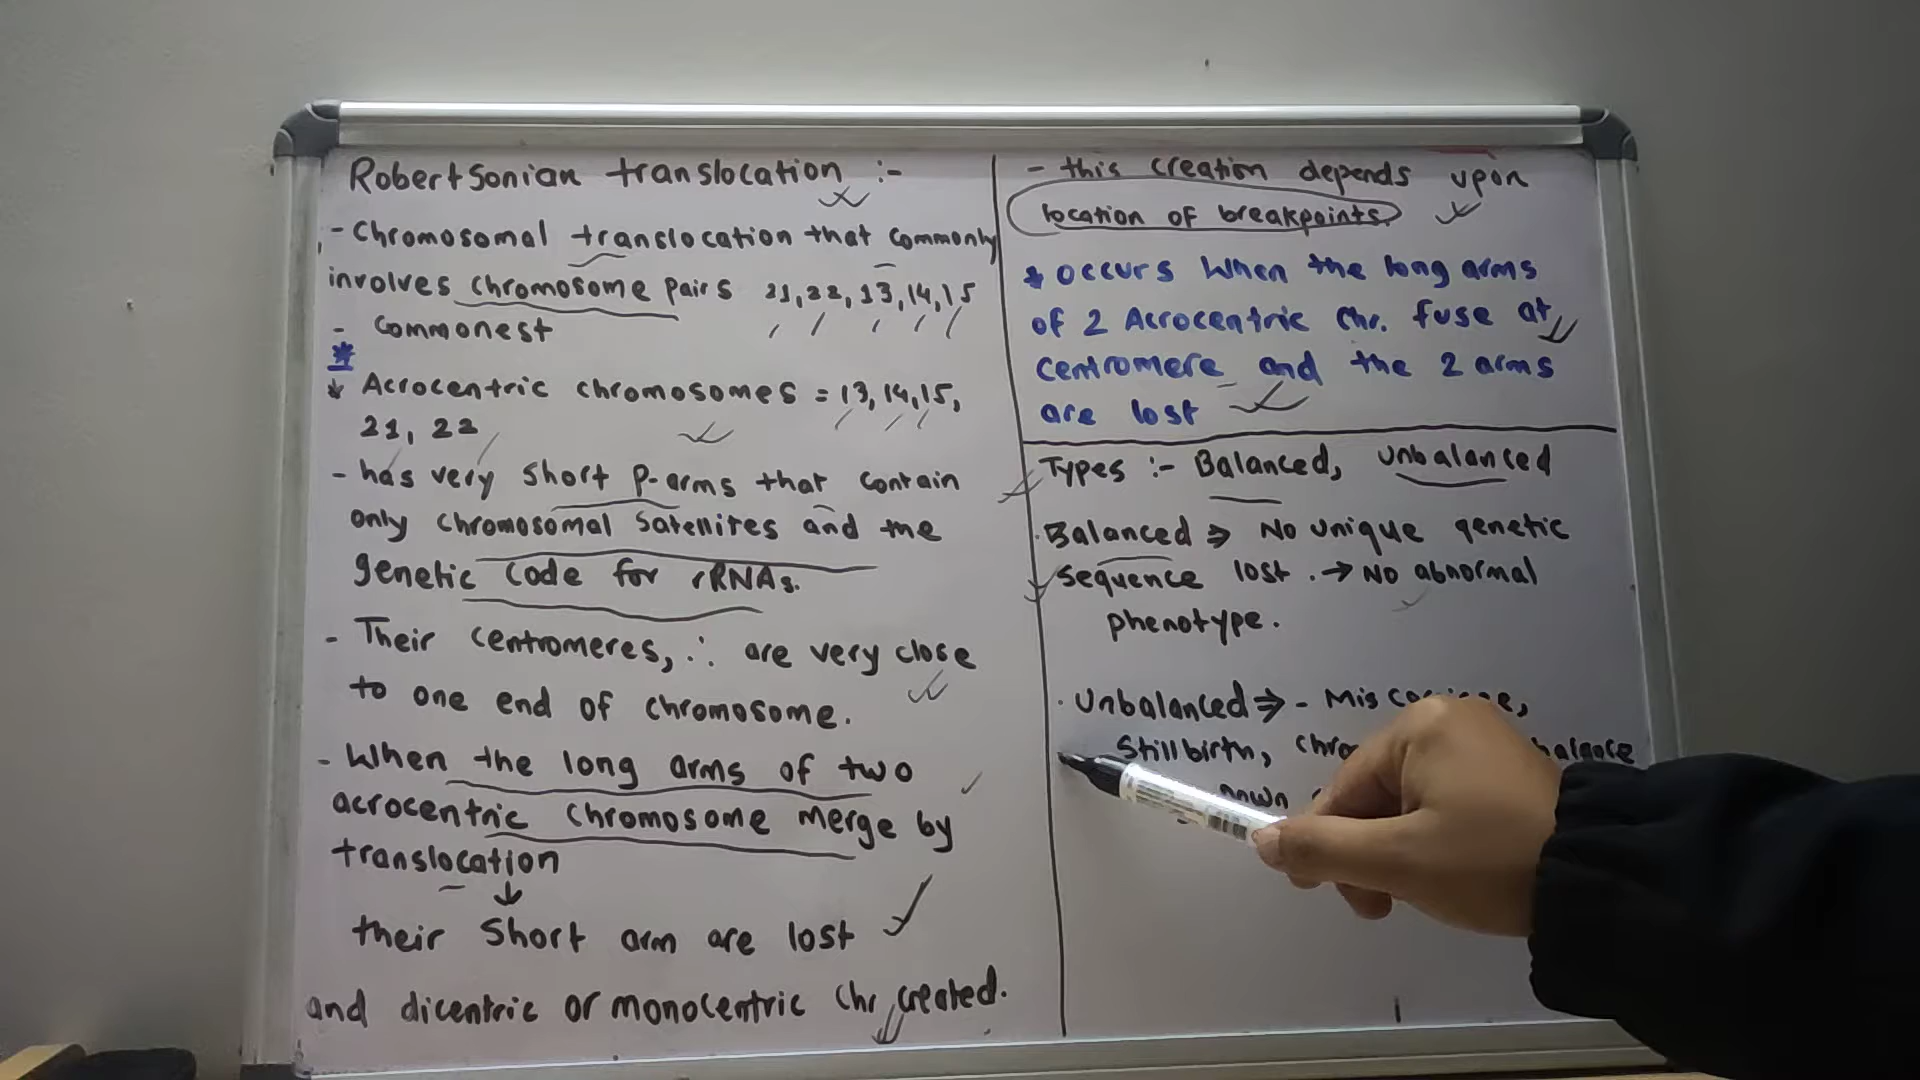 Robertsonian translocation :-
- Chromosomal translocation that commonly
involves chromosome pairs 21, 22, 13, 14, 15
- Commonest
*
* Acrocentric chromosomes = 13, 14, 15,
21, 22
- has very short p-arms that contain
only chromosomal satellites and the
genetic code for rRNAs.
- Their centromeres, ∴ are very close
to one end of chromosome.
- When the long arms of two
acrocentric chromosome merge by
translocation
↓
their short arm are lost
and dicentric or monocentric chr created.
- this creation depends upon
location of breakpoints.
* occurs when the long arms
of 2 Acrocentric Chr. fuse at
centromere and the 2 arms
are lost
Types :- Balanced, unbalanced
. Balanced ⇒ No unique genetic
sequence lost . → No abnormal
phenotype.
. Unbalanced ⇒ -
stillbirth,